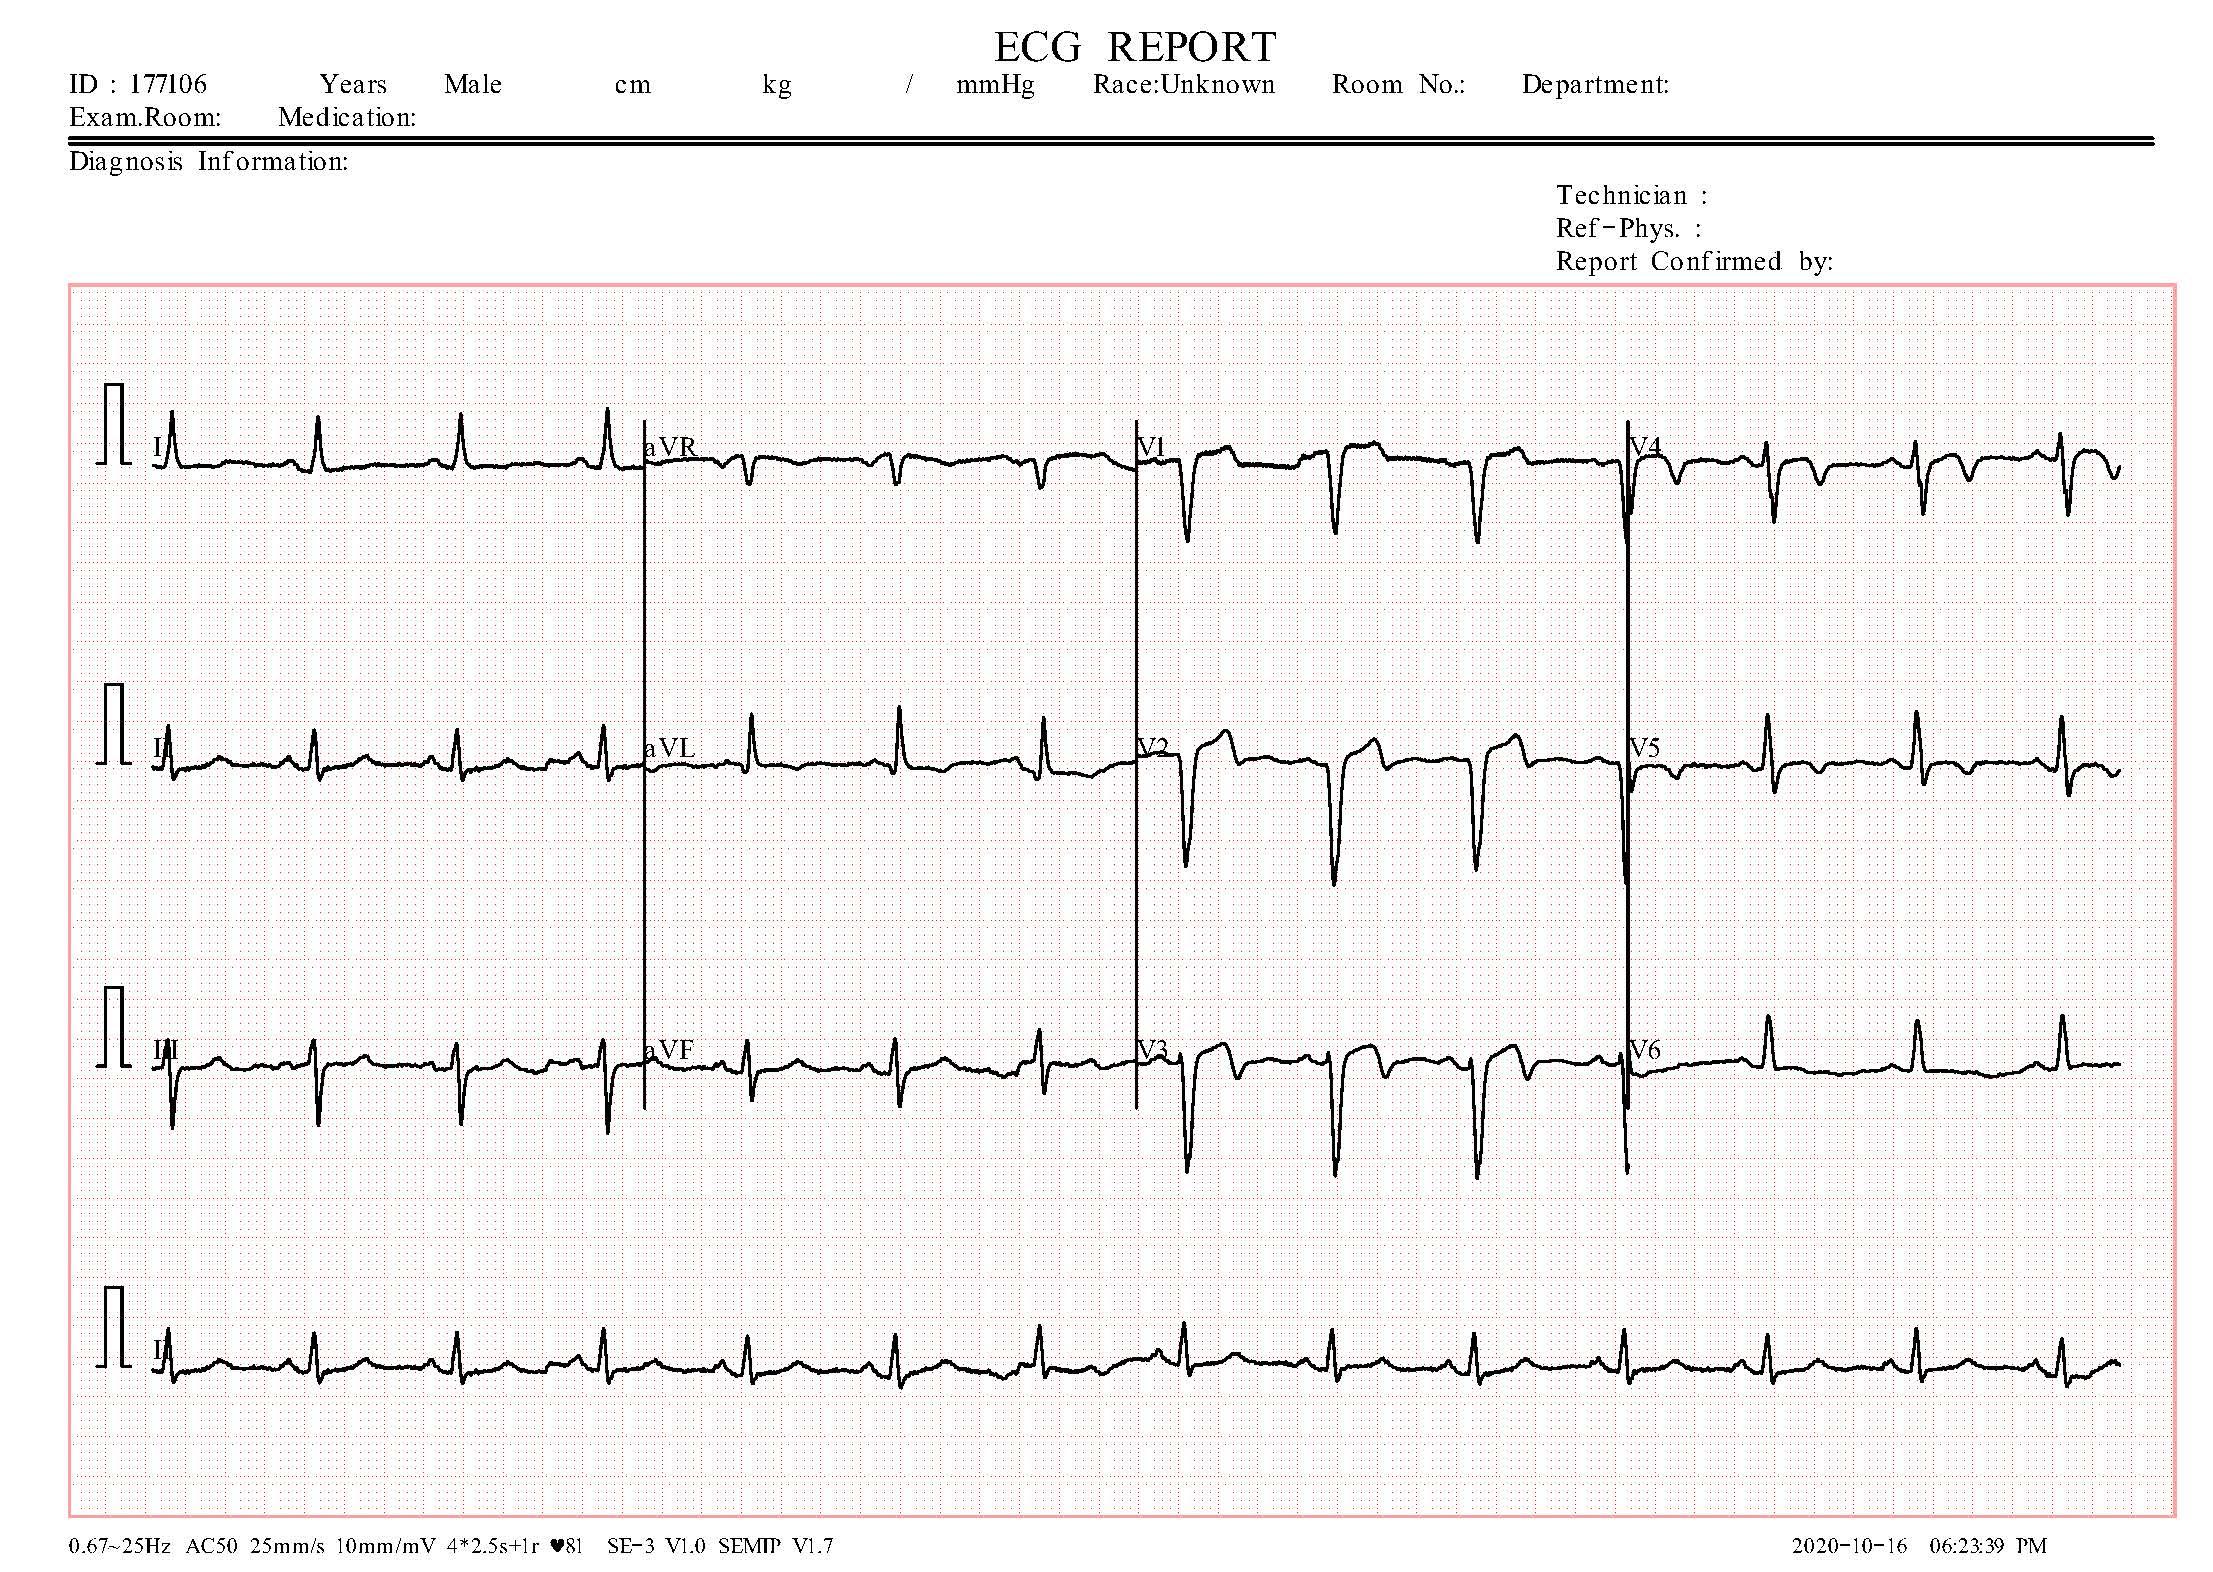 ECG REPORT
ID : 177106 Years Male cm kg / mmHg Race:Unknown Room No.: Department:
Exam.Room: Medication:
Diagnosis Information:
Technician :
Ref-Phys. :
Report Confirmed by:
I aVR V1 V4
II aVL V2 V5
III aVF V3 V6
II
0.67~25Hz AC50 25mm/s 10mm/mV 4*2.5s+1r ♥81 SE-3 V1.0 SEMIP V1.7 2020-10-16 06:23:39 PM